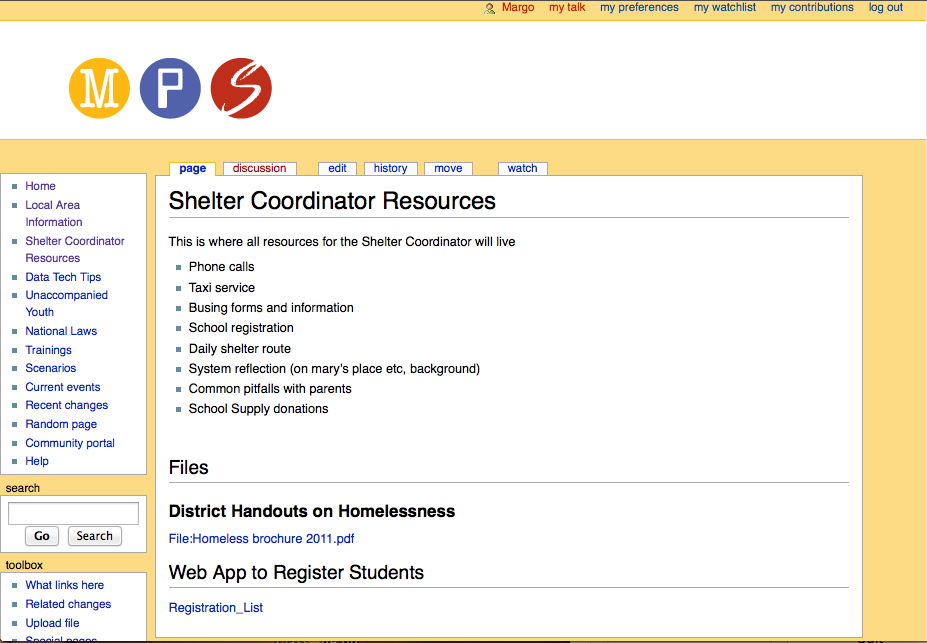 Margo my talk my preferences my watchlist my contributions log out
M P S
page discussion edit history move watch
Home
Local Area
Information
Shelter Coordinator
Resources
Data Tech Tips
Unaccompanied
Youth
National Laws
Trainings
Scenarios
Current events
Recent changes
Random page
Community portal
Help
search
Go Search
toolbox
What links here
Related changes
Upload file
Special pages
Shelter Coordinator Resources
This is where all resources for the Shelter Coordinator will live
Phone calls
Taxi service
Busing forms and information
School registration
Daily shelter route
System reflection (on mary's place etc, background)
Common pitfalls with parents
School Supply donations
Files
District Handouts on Homelessness
File:Homeless brochure 2011.pdf
Web App to Register Students
Registration_List